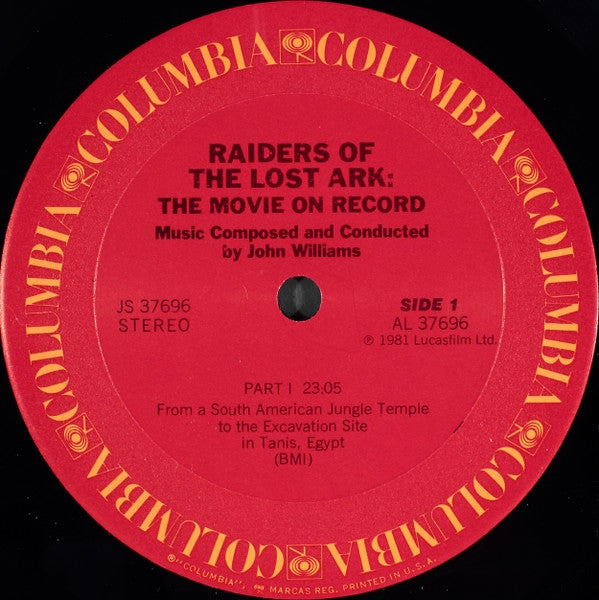 COLUMBIA COLUMBIA COLUMBIA COLUMBIA COLUMBIA COLUMBIA
RAIDERS OF
THE LOST ARK:
THE MOVIE ON RECORD
Music Composed and Conducted
by John Williams
JS 37696
STEREO
SIDE 1
AL 37696
℗ 1981 Lucasfilm Ltd.
PART I 23:05
From a South American Jungle Temple
to the Excavation Site
in Tanis, Egypt
(BMI)
®"COLUMBIA", MARCAS REG. PRINTED IN U.S.A.